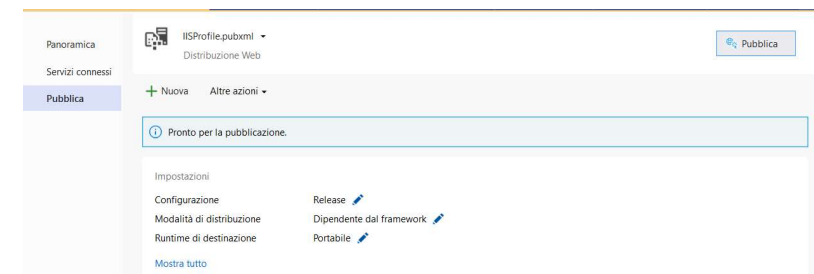 Panoramica
Servizi connessi
Pubblica
IISProfile.pubxml
Distribuzione Web
Pubblica
Nuova Altre azioni
Pronto per la pubblicazione.
Impostazioni
Configurazione Release
Modalità di distribuzione Dipendente dal framework
Runtime di destinazione Portabile
Mostra tutto